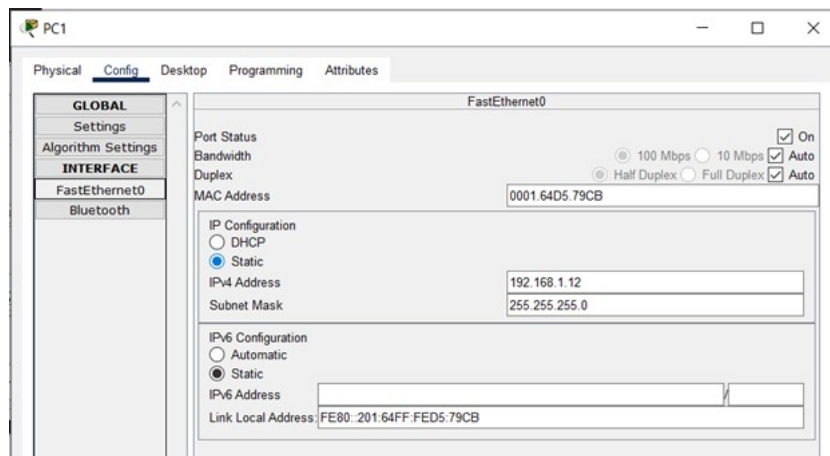 PC1
Physical Config Desktop Programming Attributes
GLOBAL
Settings
Algorithm Settings
INTERFACE
FastEthernet0
Bluetooth
FastEthernet0
Port Status On
Bandwidth 100 Mbps 10 Mbps Auto
Duplex Half Duplex Full Duplex Auto
MAC Address 0001.64D5.79CB
IP Configuration
DHCP
Static
IPv4 Address 192.168.1.12
Subnet Mask 255.255.255.0
IPv6 Configuration
Automatic
Static
IPv6 Address /
Link Local Address: FE80::201:64FF:FED5:79CB